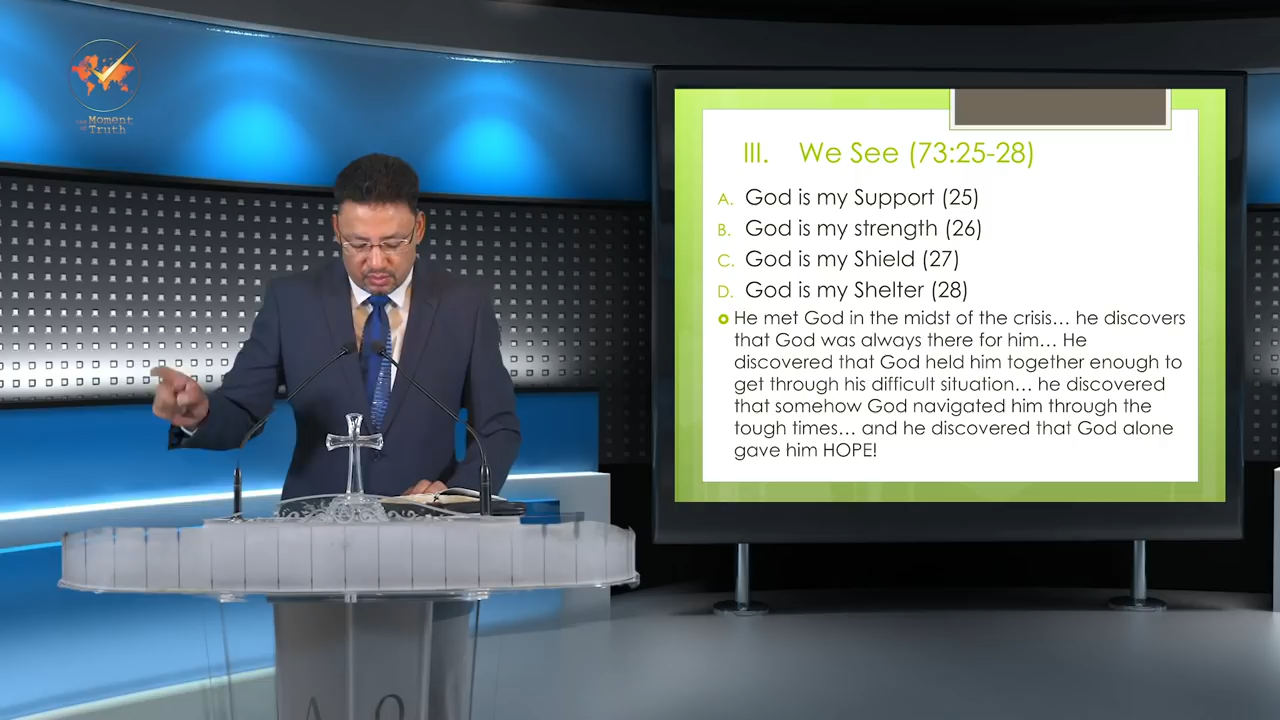 The Moment
of Truth
III. We See (73:25-28)
A. God is my Support (25)
B. God is my strength (26)
C. God is my Shield (27)
D. God is my Shelter (28)
He met God in the midst of the crisis... he discovers
that God was always there for him... He
discovered that God held him together enough to
get through his difficult situation... he discovered
that somehow God navigated him through the
tough times... and he discovered that God alone
gave him HOPE!
Α Ω